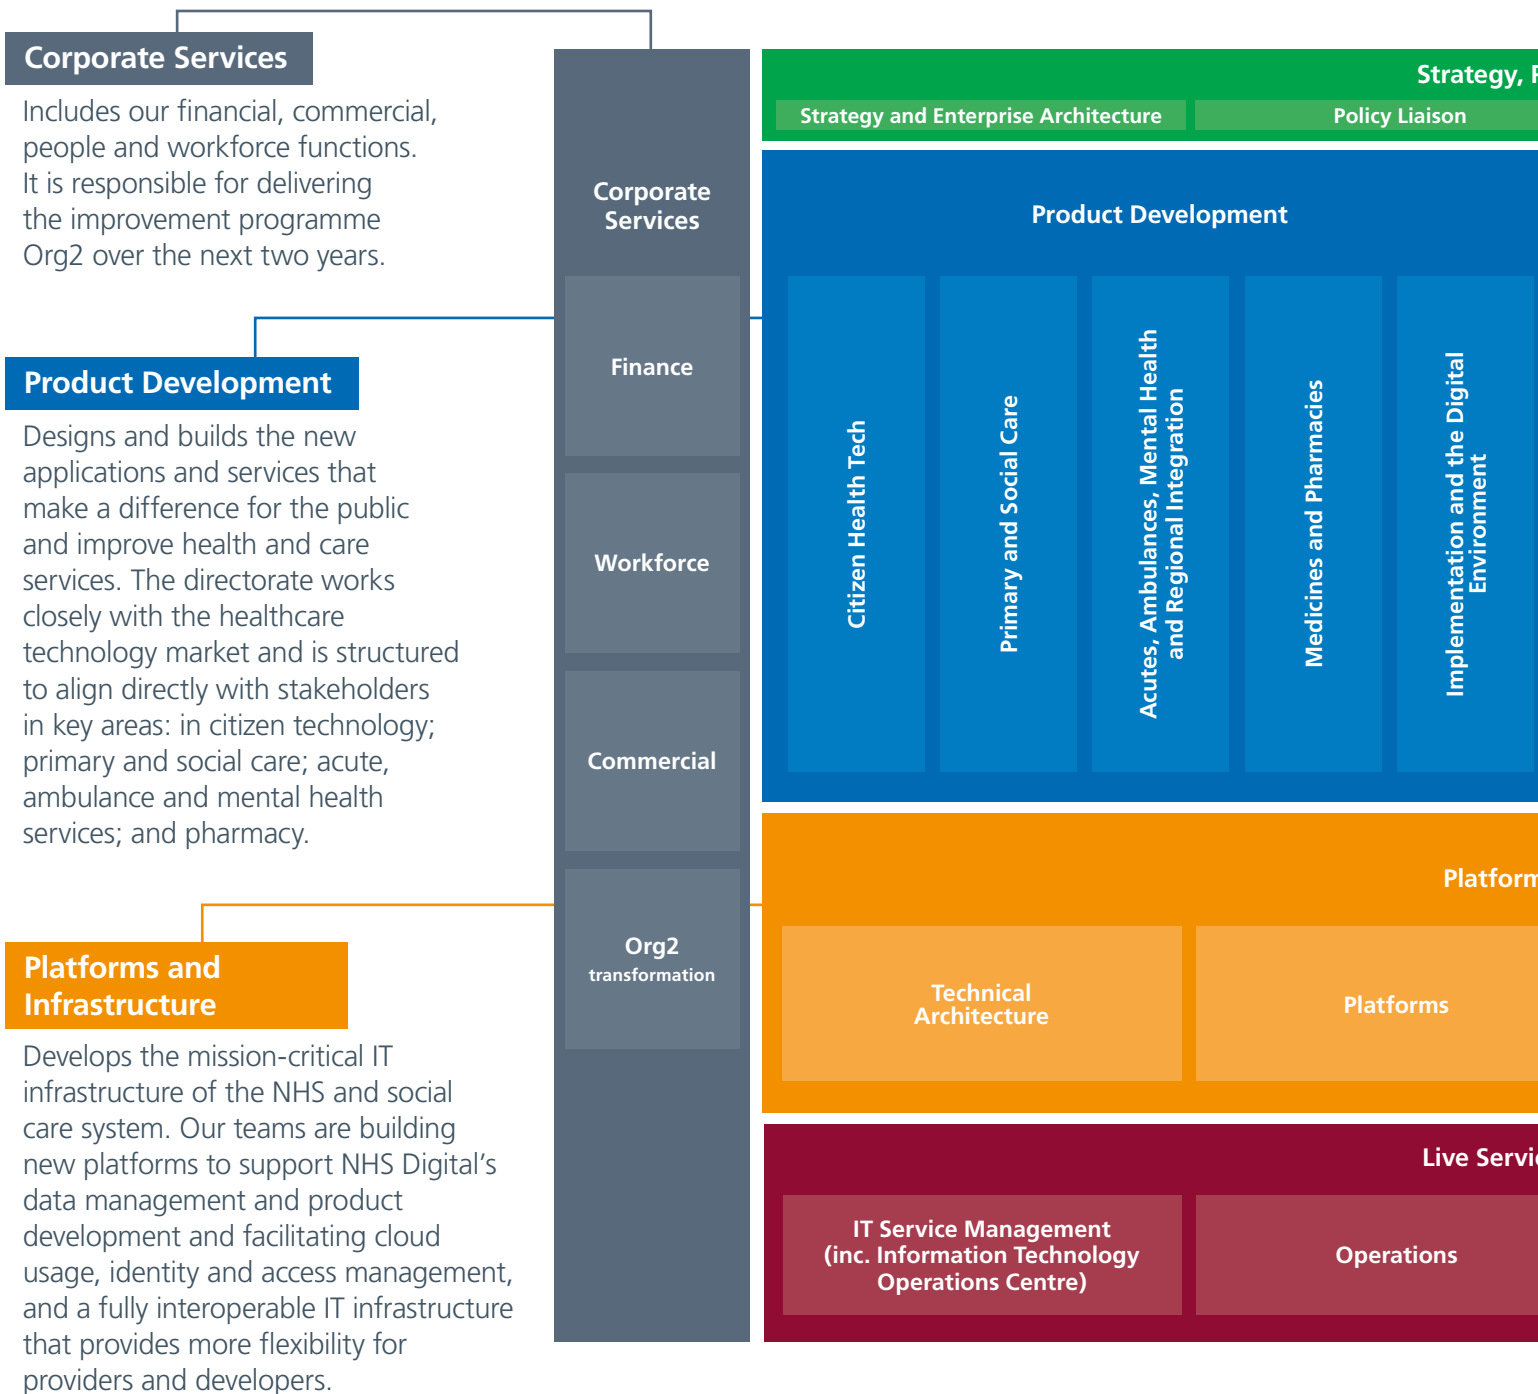 Corporate Services
Includes our financial, commercial,
people and workforce functions.
It is responsible for delivering
the improvement programme
Org2 over the next two years.
Product Development
Designs and builds the new
applications and services that
make a difference for the public
and improve health and care
services. The directorate works
closely with the healthcare
technology market and is structured
to align directly with stakeholders
in key areas: in citizen technology;
primary and social care; acute,
ambulance and mental health
services; and pharmacy.
Platforms and
Infrastructure
Develops the mission-critical IT
infrastructure of the NHS and social
care system. Our teams are building
new platforms to support NHS Digital’s
data management and product
development and facilitating cloud
usage, identity and access management,
and a fully interoperable IT infrastructure
that provides more flexibility for
providers and developers.
Corporate
Services
Finance
Workforce
Commercial
Org2
transformation
Strategy,
Strategy and Enterprise Architecture
Policy Liaison
Product Development
Citizen Health Tech
Primary and Social Care
Acutes, Ambulances, Mental Health
and Regional Integration
Medicines and Pharmacies
Implementation and the Digital
Environment
Technical
Architecture
Platforms
Live
IT Service Management
(inc. Information Technology
Operations Centre)
Operations